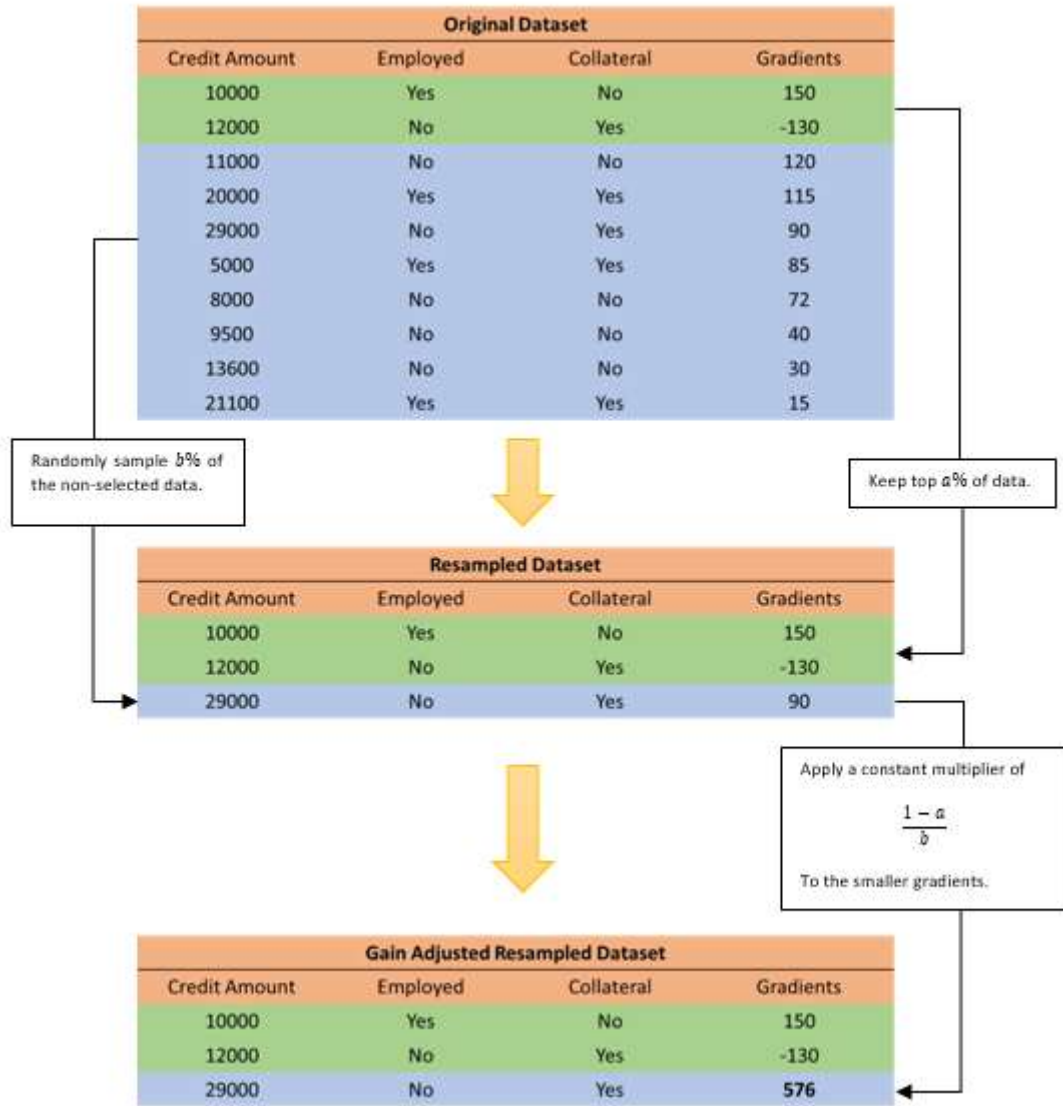 Original Dataset
Credit Amount Employed Collateral Gradients
10000 Yes No 150
12000 No Yes -130
11000 No No 120
20000 Yes Yes 115
29000 No Yes 90
5000 Yes Yes 85
8000 No No 72
9500 No No 40
13600 No No 30
21100 Yes Yes 15
Randomly sample b% of
the non-selected data.
Keep top a% of data.
Resampled Dataset
Credit Amount Employed Collateral Gradients
10000 Yes No 150
12000 No Yes -130
29000 No Yes 90
Apply a constant multiplier of
1 − a
b
To the smaller gradients.
Gain Adjusted Resampled Dataset
Credit Amount Employed Collateral Gradients
10000 Yes No 150
12000 No Yes -130
29000 No Yes 576